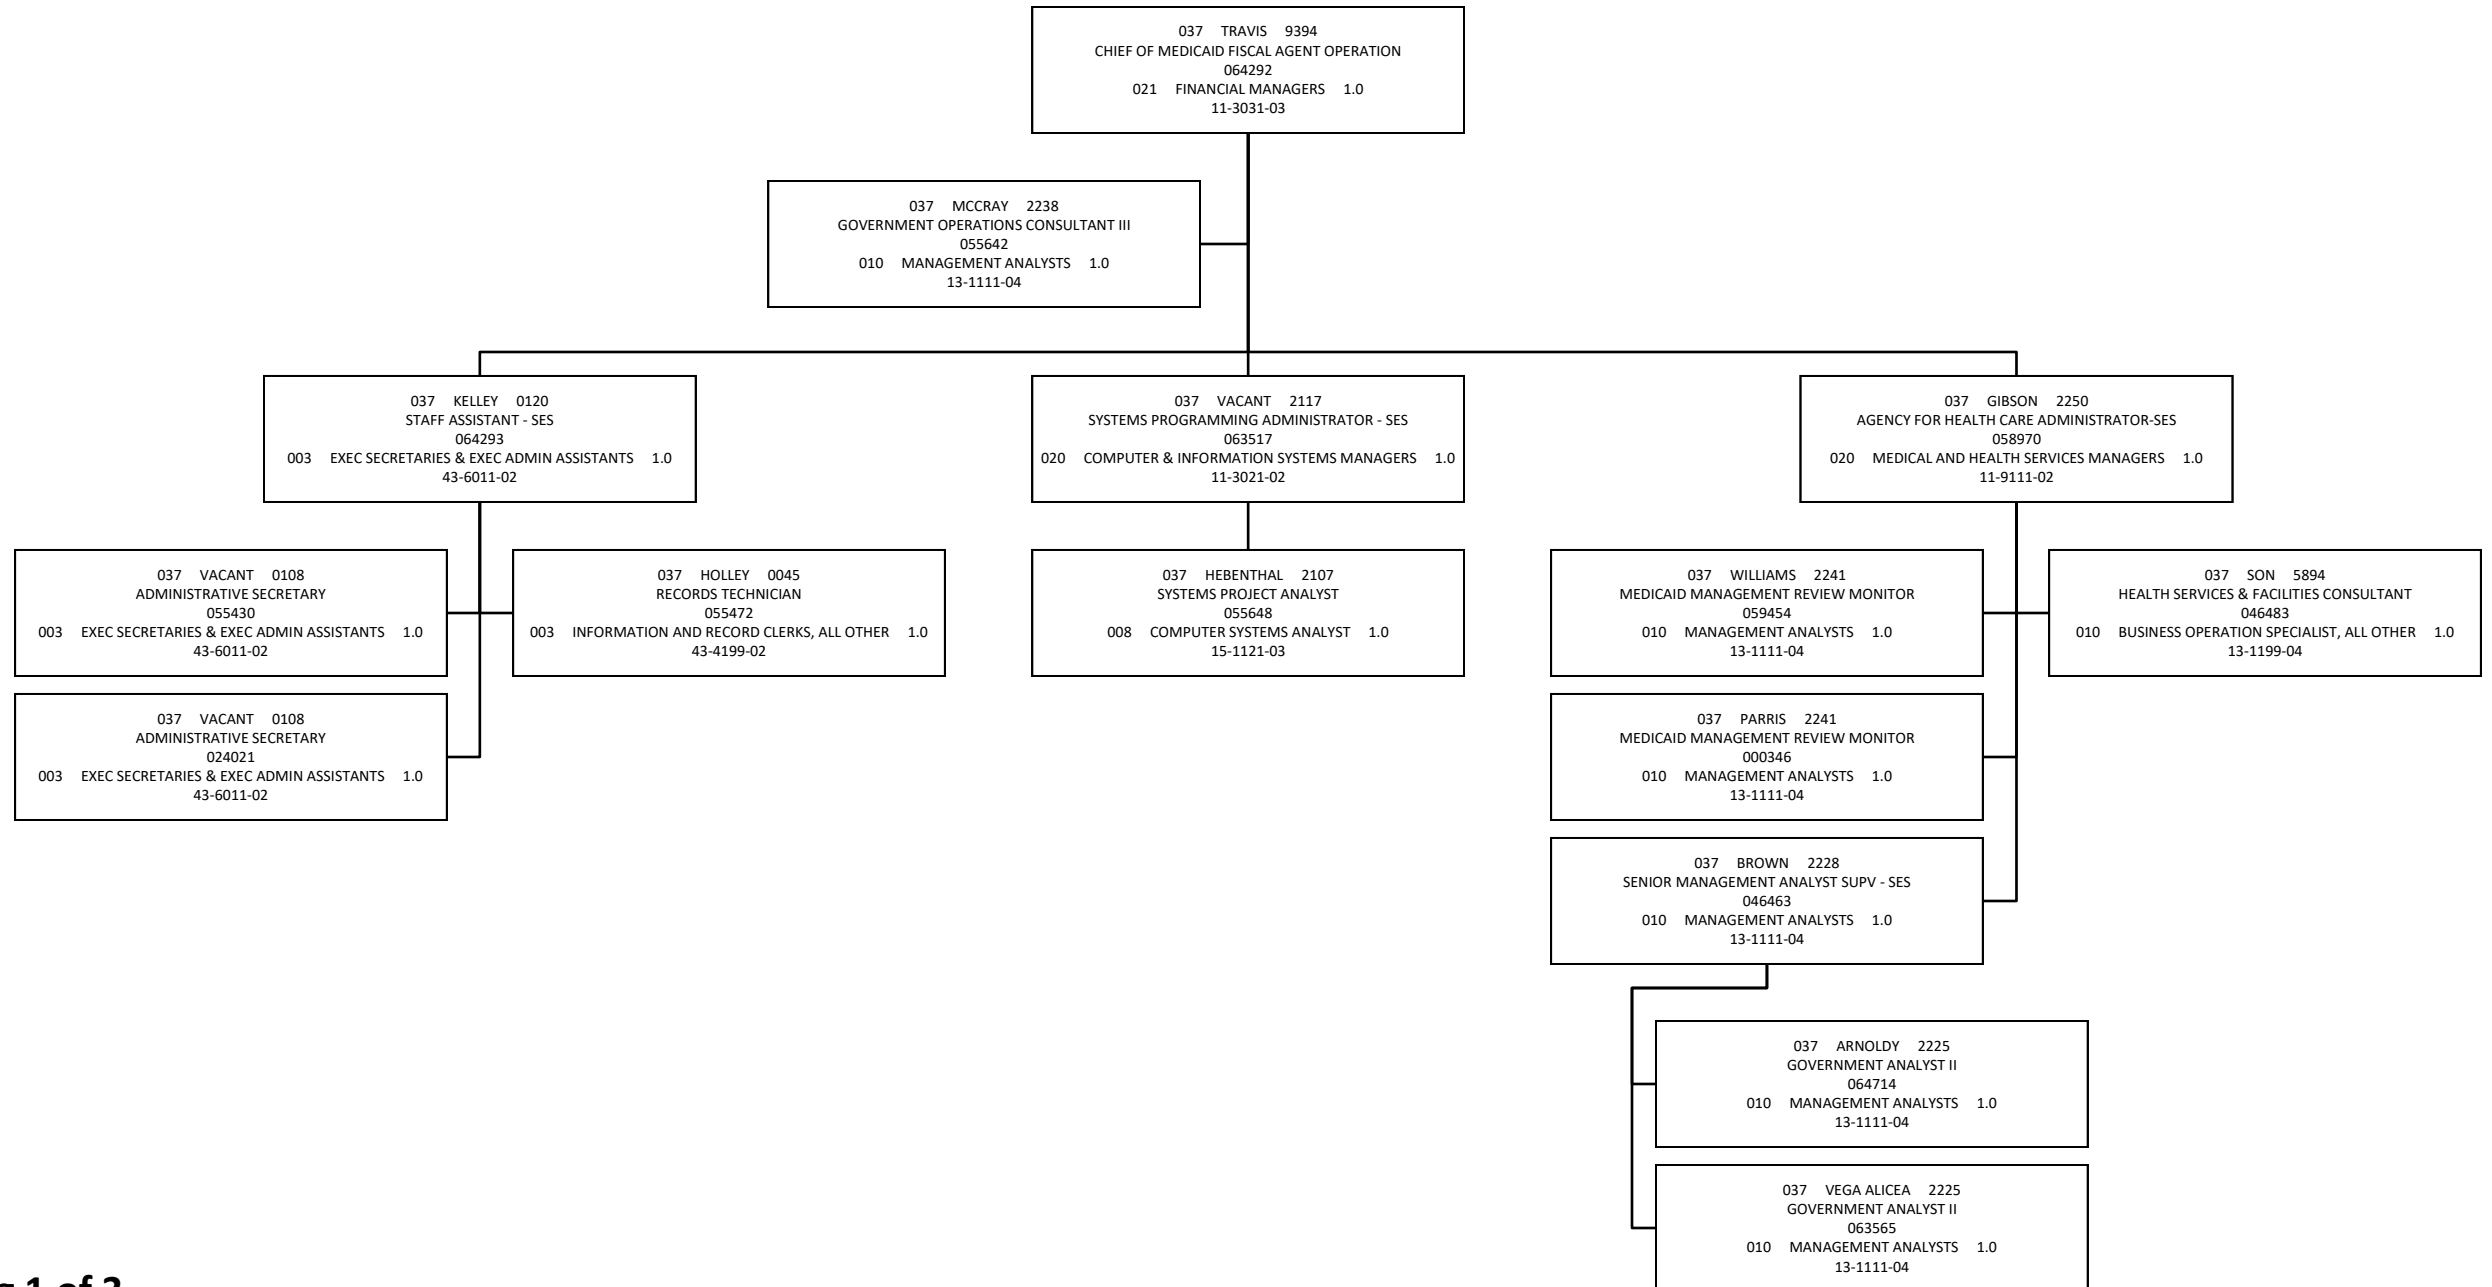 037 TRAVIS 9394
CHIEF OF MEDICAID FISCAL AGENT OPERATION
064292
021 FINANCIAL MANAGERS 1.0
11-3031-03
037 MCCRAY 2238
GOVERNMENT OPERATIONS CONSULTANT III
055642
010 MANAGEMENT ANALYSTS 1.0
13-1111-04
037 KELLEY 0120
STAFF ASSISTANT - SES
064293
003 EXEC SECRETARIES & EXEC ADMIN ASSISTANTS 1.0
43-6011-02
037 VACANT 2117
SYSTEMS PROGRAMMING ADMINISTRATOR - SES
063517
020 COMPUTER & INFORMATION SYSTEMS MANAGERS 1.0
11-3021-02
037 GIBSON 2250
AGENCY FOR HEALTH CARE ADMINISTRATOR-SES
058970
020 MEDICAL AND HEALTH SERVICES MANAGERS 1.0
11-9111-02
037 VACANT 0108
ADMINISTRATIVE SECRETARY
055430
003 EXEC SECRETARIES & EXEC ADMIN ASSISTANTS 1.0
43-6011-02
037 HOLLEY 0045
RECORDS TECHNICIAN
055472
003 INFORMATION AND RECORD CLERKS, ALL OTHER 1.0
43-4199-02
037 HEBENTHAL 2107
SYSTEMS PROJECT ANALYST
055648
008 COMPUTER SYSTEMS ANALYST 1.0
15-1121-03
037 WILLIAMS 2241
MEDICAID MANAGEMENT REVIEW MONITOR
059454
010 MANAGEMENT ANALYSTS 1.0
13-1111-04
037 SON 5894
HEALTH SERVICES & FACILITIES CONSULTANT
046483
010 BUSINESS OPERATION SPECIALIST, ALL OTHER 1.0
13-1199-04
037 VACANT 0108
ADMINISTRATIVE SECRETARY
024021
003 EXEC SECRETARIES & EXEC ADMIN ASSISTANTS 1.0
43-6011-02
037 PARRIS 2241
MEDICAID MANAGEMENT REVIEW MONITOR
000346
010 MANAGEMENT ANALYSTS 1.0
13-1111-04
037 BROWN 2228
SENIOR MANAGEMENT ANALYST SUPV - SES
046463
010 MANAGEMENT ANALYSTS 1.0
13-1111-04
037 ARNOLDY 2225
GOVERNMENT ANALYST II
064714
010 MANAGEMENT ANALYSTS 1.0
13-1111-04
037 VEGA ALICEA 2225
GOVERNMENT ANALYST II
063565
010 MANAGEMENT ANALYSTS 1.0
13-1111-04
1 of